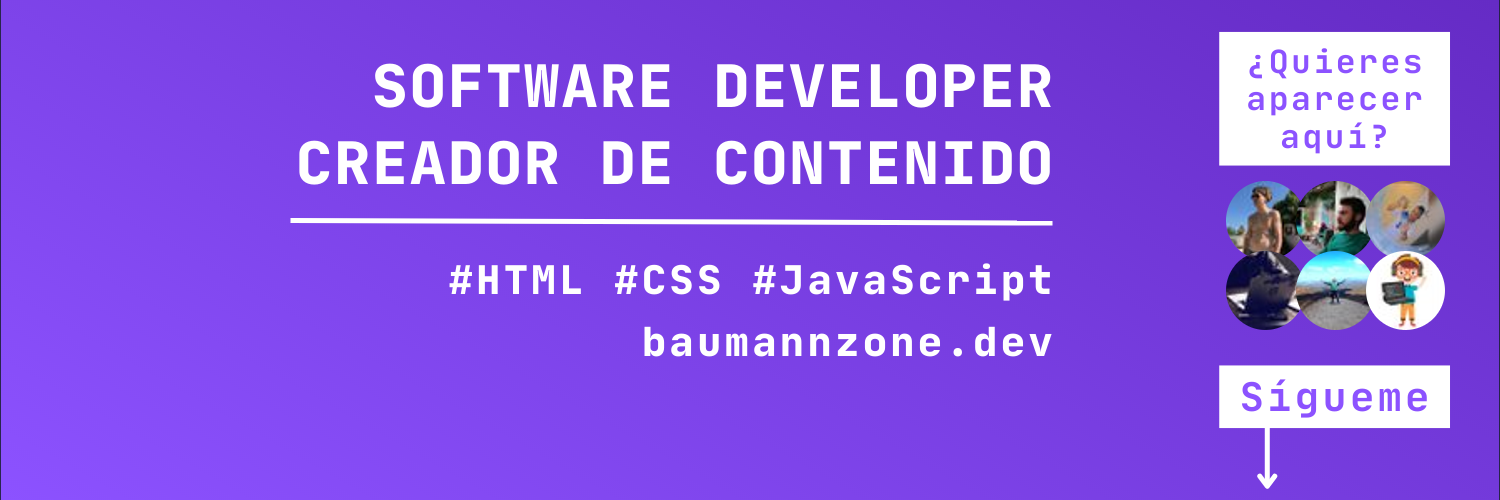 SOFTWARE DEVELOPER
CREADOR DE CONTENIDO
#HTML #CSS #JavaScript
baumannzone.dev
¿Quieres
aparecer
aquí?
Sígueme